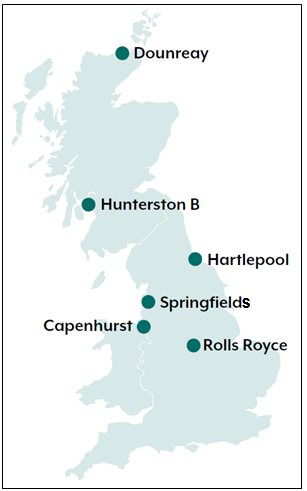 Dounreay
Hunterston B
Hartlepool
Springfields
Capenhurst
Rolls Royce